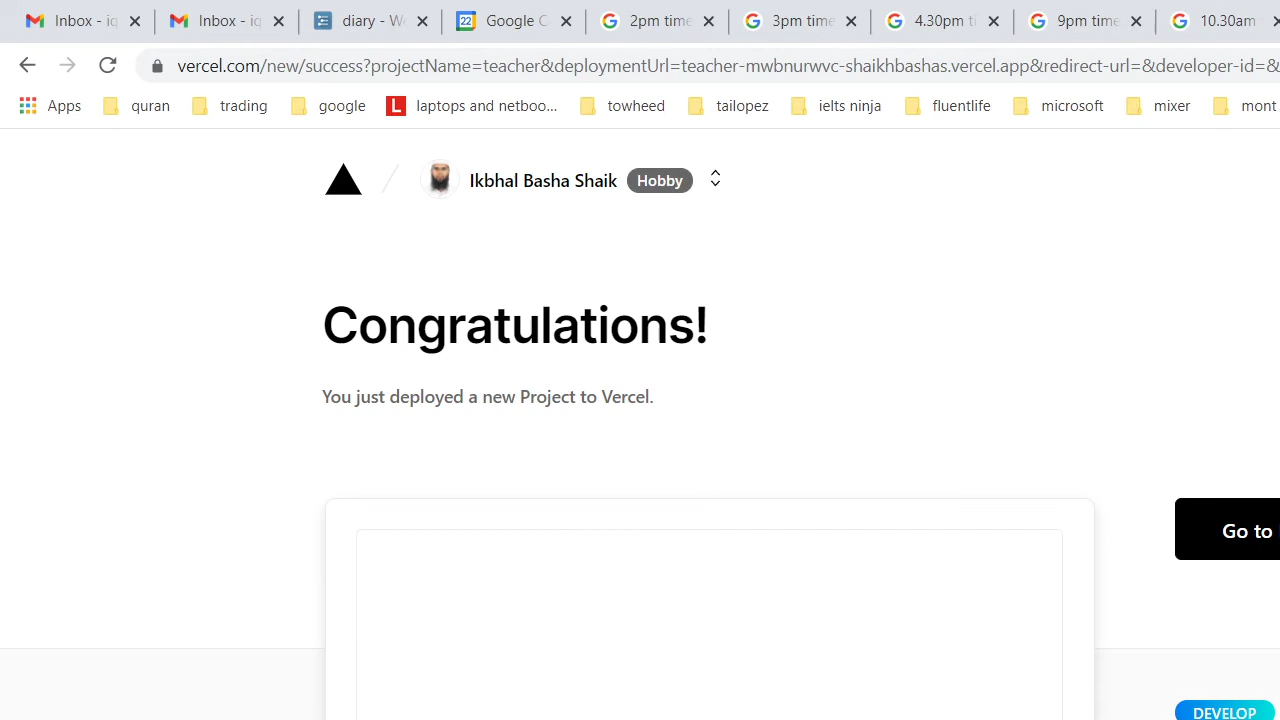 Inbox - iq
Inbox - iq
diary - W
Google C
2pm time
3pm time
4.30pm ti
9pm time
10.30am
vercel.com/new/success?projectName=teacher&deploymentUrl=teacher-mwbnurwvc-shaikhbashas.vercel.app&redirect-url=&developer-id=&
Apps quran trading google laptops and netboo... towheed tailopez ielts ninja fluentlife microsoft mixer mont
Ikbhal Basha Shaik Hobby
Congratulations!
You just deployed a new Project to Vercel.
Go to
DEVELOP